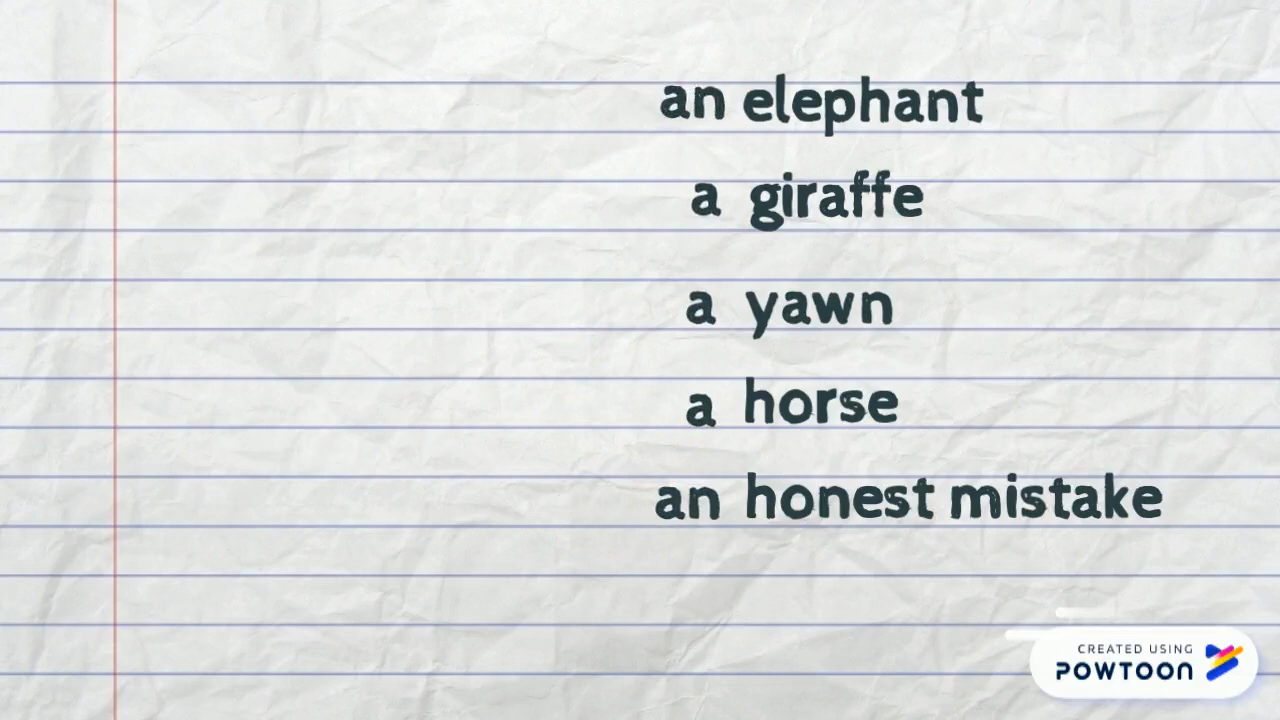 an elephant
a giraffe
a yawn
a horse
an honest mistake
CREATED USING
POWTOON